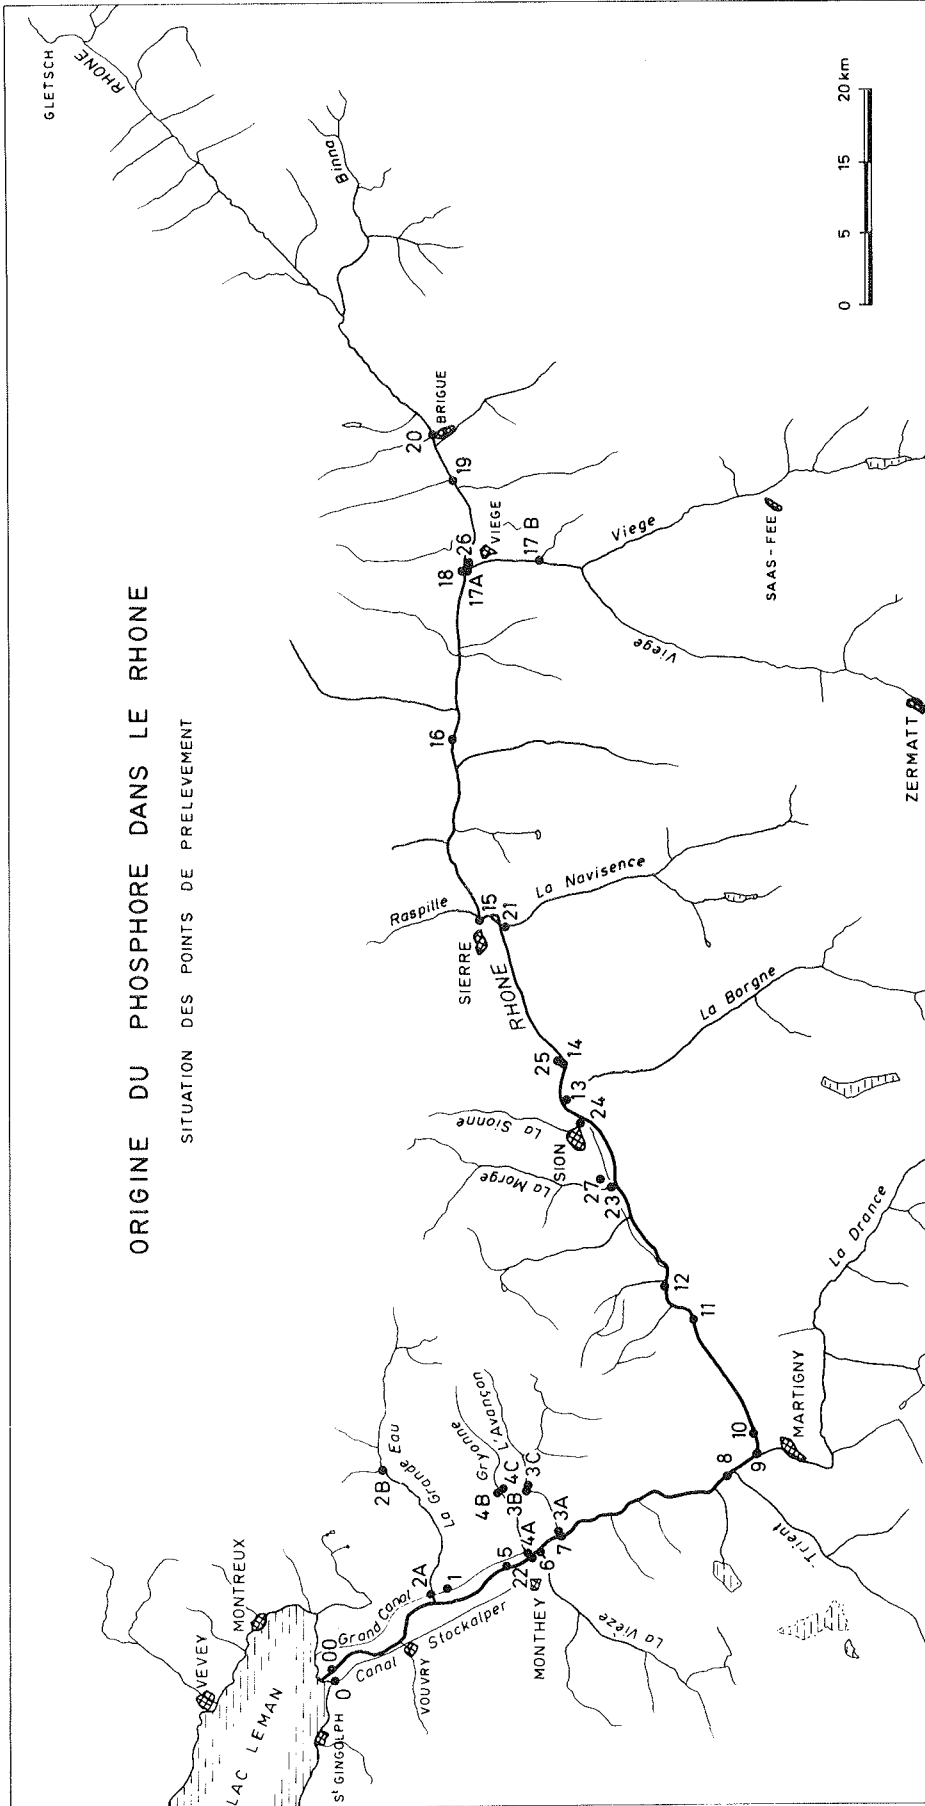 ORIGINE DU PHOSPHORE DANS LE RHONE
SITUATION DES POINTS DE PRELEVEMENT
LAC LEMAN
VEVEY
MONTREUX
St GINGOLPH
0
00
Grand Canal
Canal Stockalper
VOUVRY
2A
1
La Grande Eau
2B
5
22
4A
6
MONTHEY
La Vièze
4B
Gryonne
4C
L'Avançon
3B
3C
3A
7
8
9
10
Trient
MARTIGNY
La Drance
11
12
La Morge
27
23
La Sionne
SION
24
13
25
14
La Borgne
RHONE
SIERRE
Raspille
15
21
La Navisence
16
18
26
17A
VIEGE
17 B
Viege
Viege
ZERMATT
SAAS-FEE
19
20
BRIGUE
Binna
RHONE
GLETSCH
0 5 15 20 km